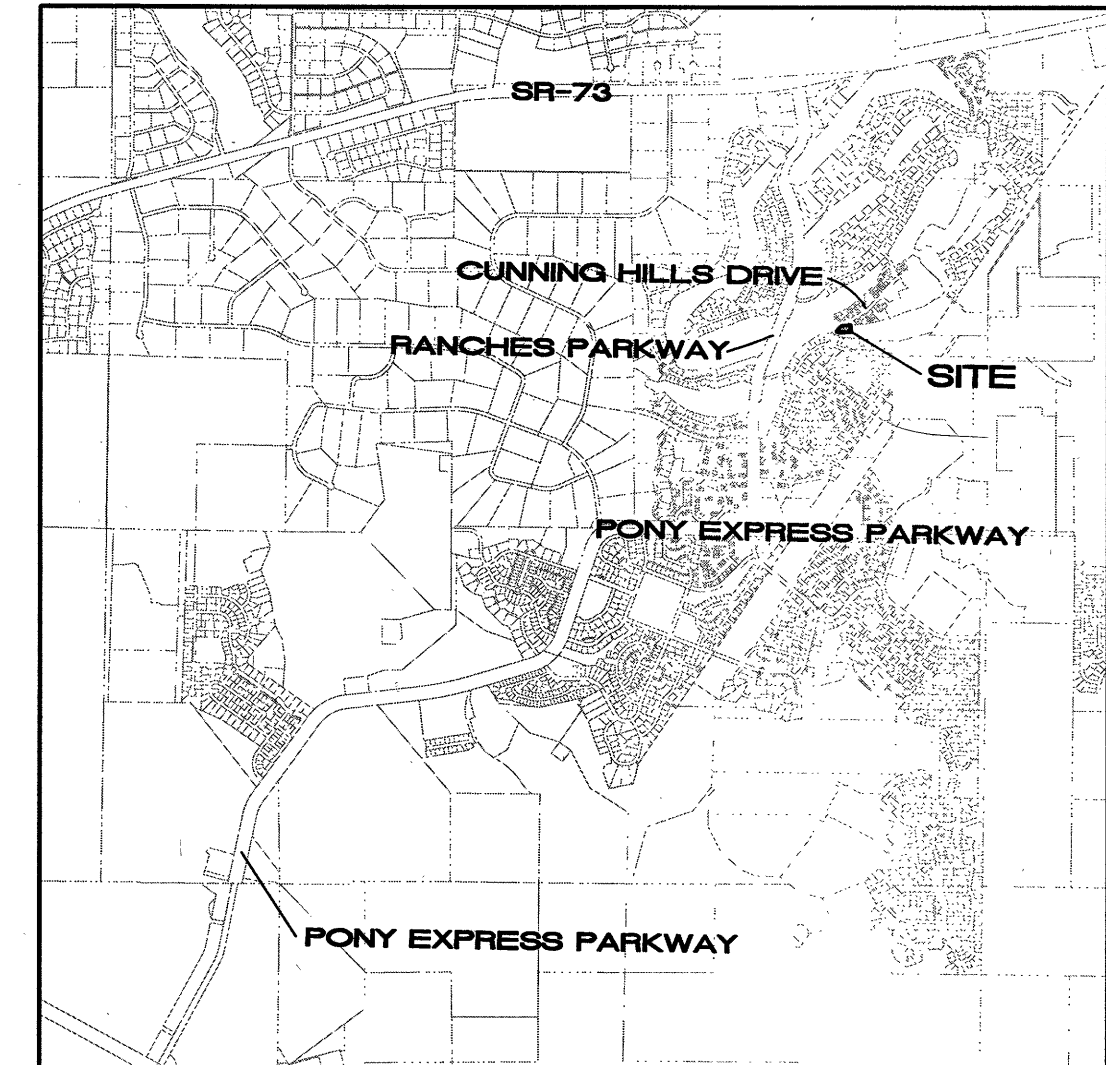 SR-73
CUNNING HILLS DRIVE
RANCHES PARKWAY
SITE
PONY EXPRESS PARKWAY
PONY EXPRESS PARKWAY